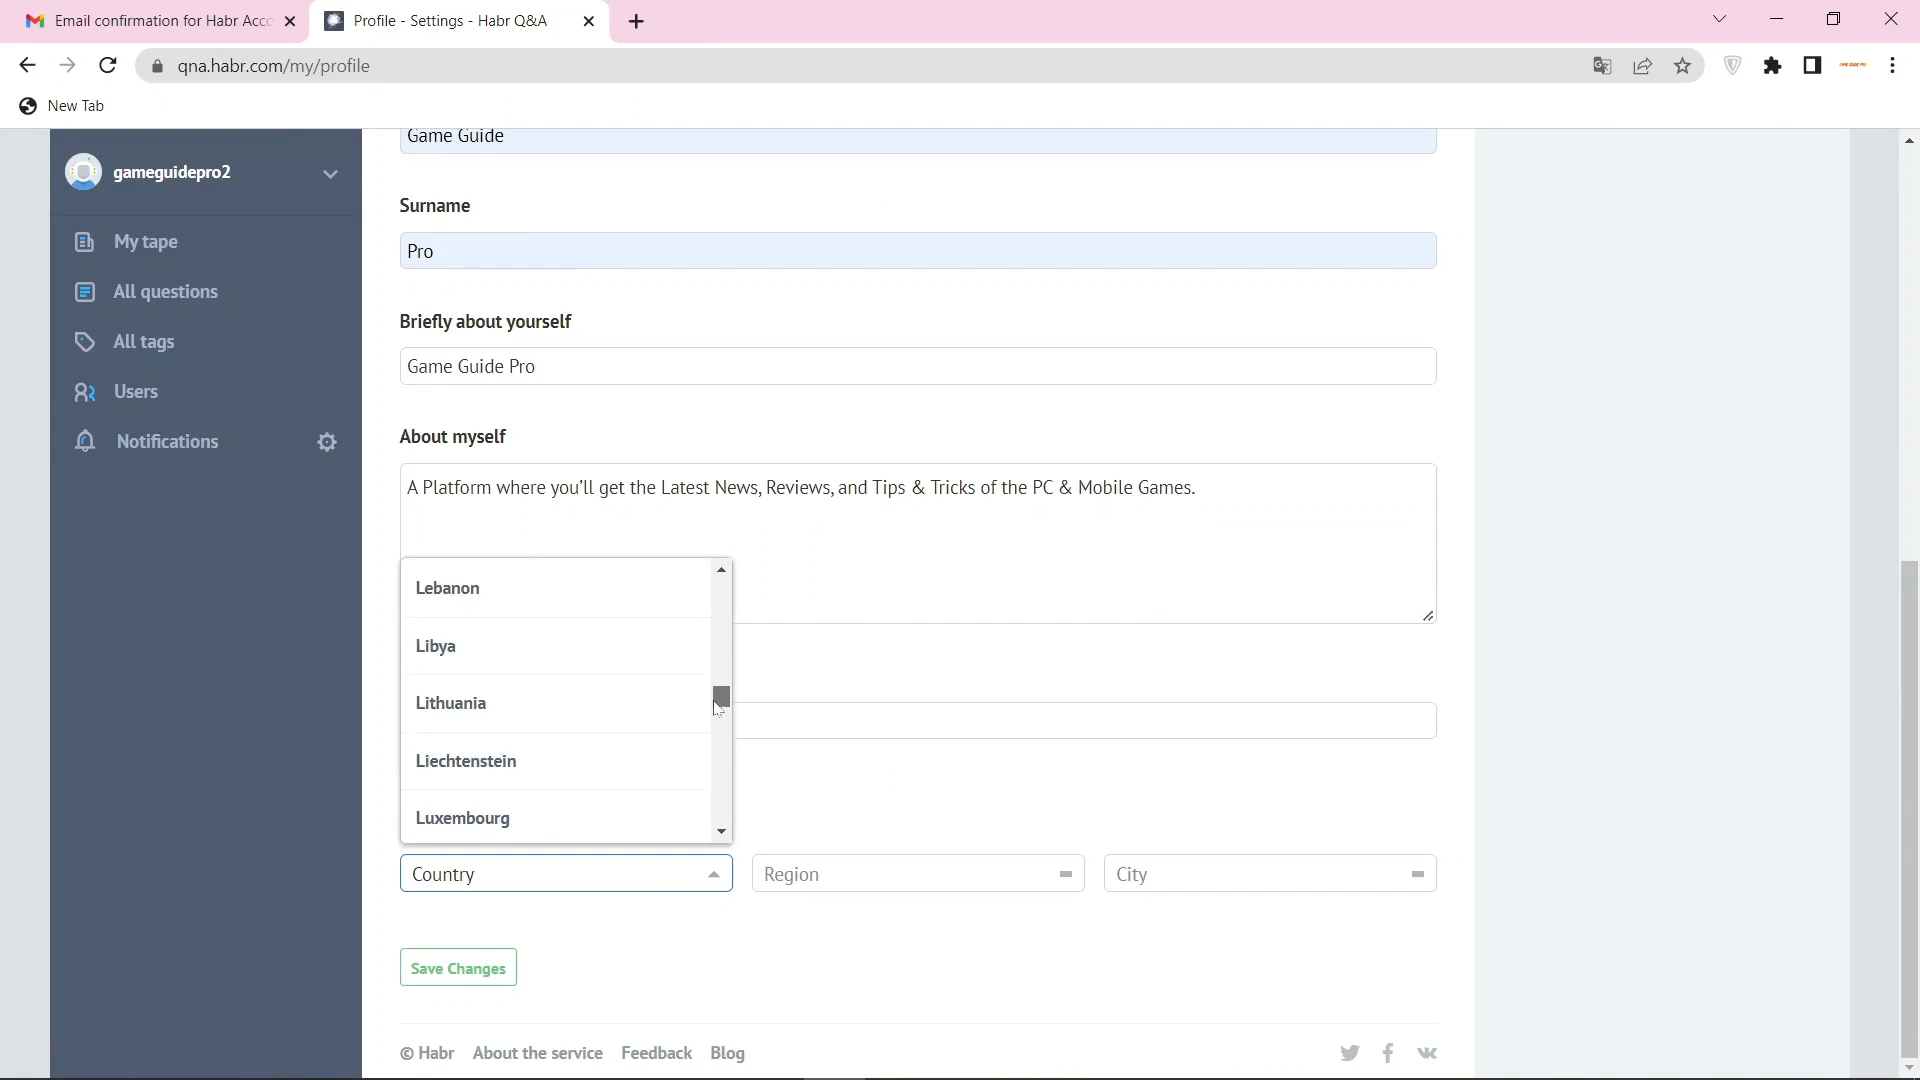 Email confirmation for Habr Acco
Profile - Settings - Habr Q&A
qna.habr.com/my/profile
New Tab
gameguidepro2
My tape
All questions
All tags
Users
Notifications
Game Guide
Surname
Pro
Briefly about yourself
Game Guide Pro
About myself
A Platform where you’ll get the Latest News, Reviews, and Tips & Tricks of the PC & Mobile Games.
Lebanon
Libya
Lithuania
Liechtenstein
Luxembourg
Country
Region
City
Save Changes
© Habr About the service Feedback Blog